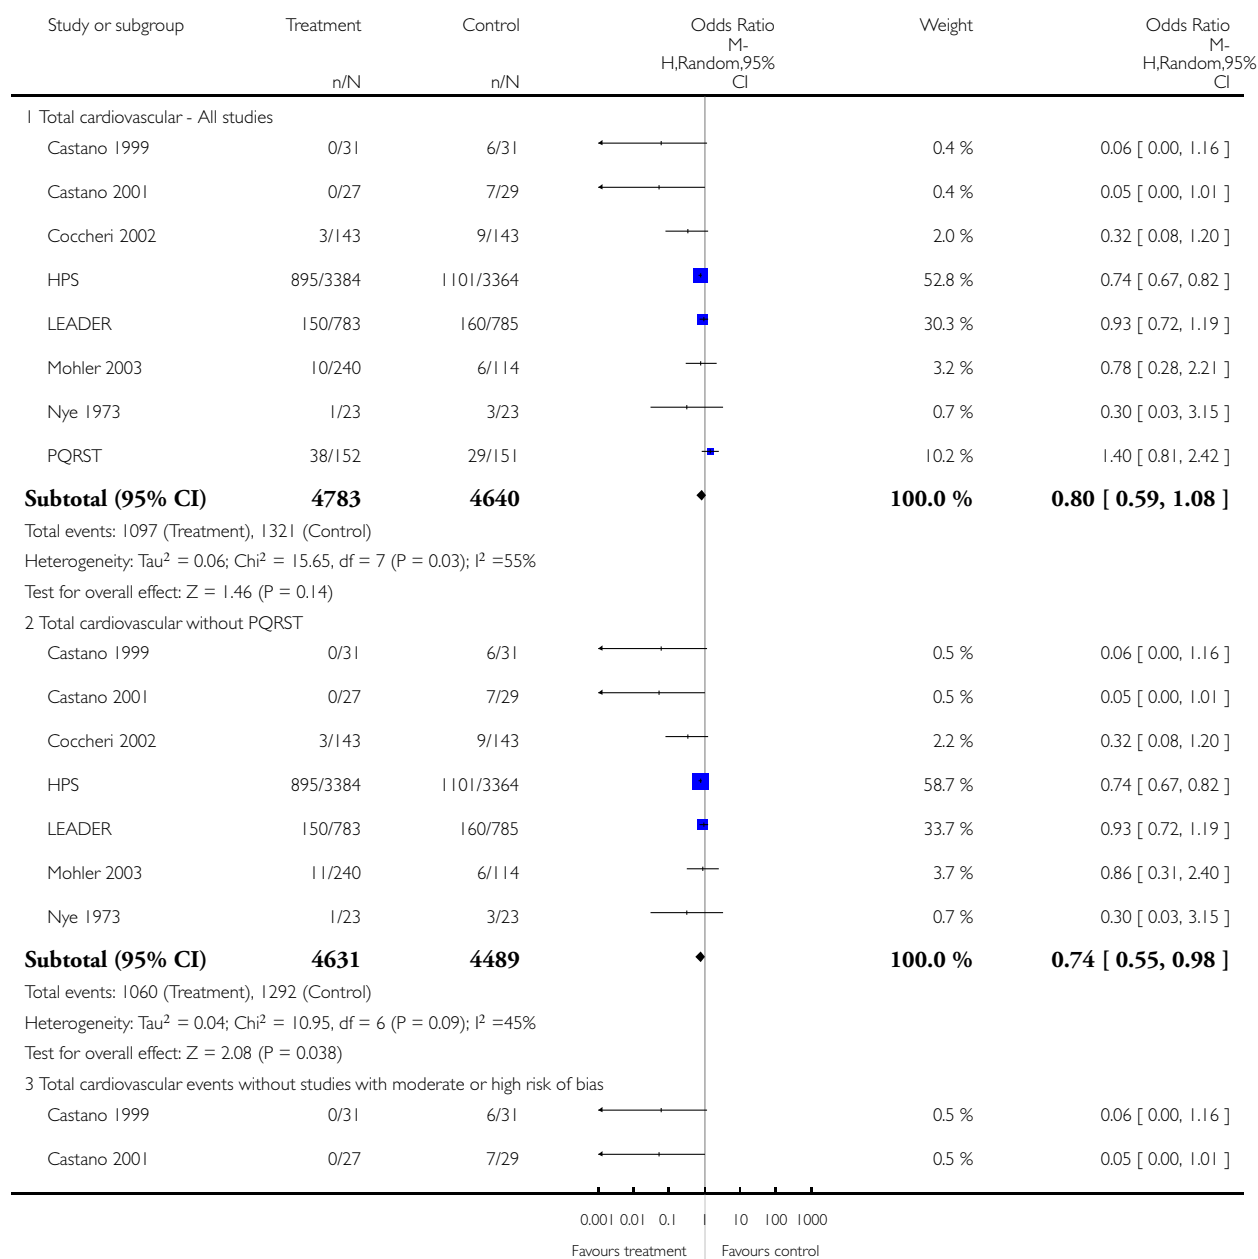 Study or subgroup Treatment Control Odds Ratio Weight Odds Ratio
M- M-
H,Random,95% H,Random,95%
n/N n/N CI CI
1 Total cardiovascular - All studies
Castano 1999 0/31 6/31 0.4 % 0.06 [ 0.00, 1.16 ]
Castano 2001 0/27 7/29 0.4 % 0.05 [ 0.00, 1.01 ]
Coccheri 2002 3/143 9/143 2.0 % 0.32 [ 0.08, 1.20 ]
HPS 895/3384 1101/3364 52.8 % 0.74 [ 0.67, 0.82 ]
LEADER 150/783 160/785 30.3 % 0.93 [ 0.72, 1.19 ]
Mohler 2003 10/240 6/114 3.2 % 0.78 [ 0.28, 2.21 ]
Nye 1973 1/23 3/23 0.7 % 0.30 [ 0.03, 3.15 ]
PQRST 38/152 29/151 10.2 % 1.40 [ 0.81, 2.42 ]
Subtotal (95% CI) 4783 4640 100.0 % 0.80 [ 0.59, 1.08 ]
Total events: 1097 (Treatment), 1321 (Control)
Heterogeneity: Tau² = 0.06; Chi² = 15.65, df = 7 (P = 0.03); I² =55%
Test for overall effect: Z = 1.46 (P = 0.14)
2 Total cardiovascular without PQRST
Castano 1999 0/31 6/31 0.5 % 0.06 [ 0.00, 1.16 ]
Castano 2001 0/27 7/29 0.5 % 0.05 [ 0.00, 1.01 ]
Coccheri 2002 3/143 9/143 2.2 % 0.32 [ 0.08, 1.20 ]
HPS 895/3384 1101/3364 58.7 % 0.74 [ 0.67, 0.82 ]
LEADER 150/783 160/785 33.7 % 0.93 [ 0.72, 1.19 ]
Mohler 2003 11/240 6/114 3.7 % 0.86 [ 0.31, 2.40 ]
Nye 1973 1/23 3/23 0.7 % 0.30 [ 0.03, 3.15 ]
Subtotal (95% CI) 4631 4489 100.0 % 0.74 [ 0.55, 0.98 ]
Total events: 1060 (Treatment), 1292 (Control)
Heterogeneity: Tau² = 0.04; Chi² = 10.95, df = 6 (P = 0.09); I² =45%
Test for overall effect: Z = 2.08 (P = 0.038)
3 Total cardiovascular events without studies with moderate or high risk of bias
Castano 1999 0/31 6/31 0.5 % 0.06 [ 0.00, 1.16 ]
Castano 2001 0/27 7/29 0.5 % 0.05 [ 0.00, 1.01 ]
0.001 0.01 0.1 1 10 100 1000
Favours treatment Favours control